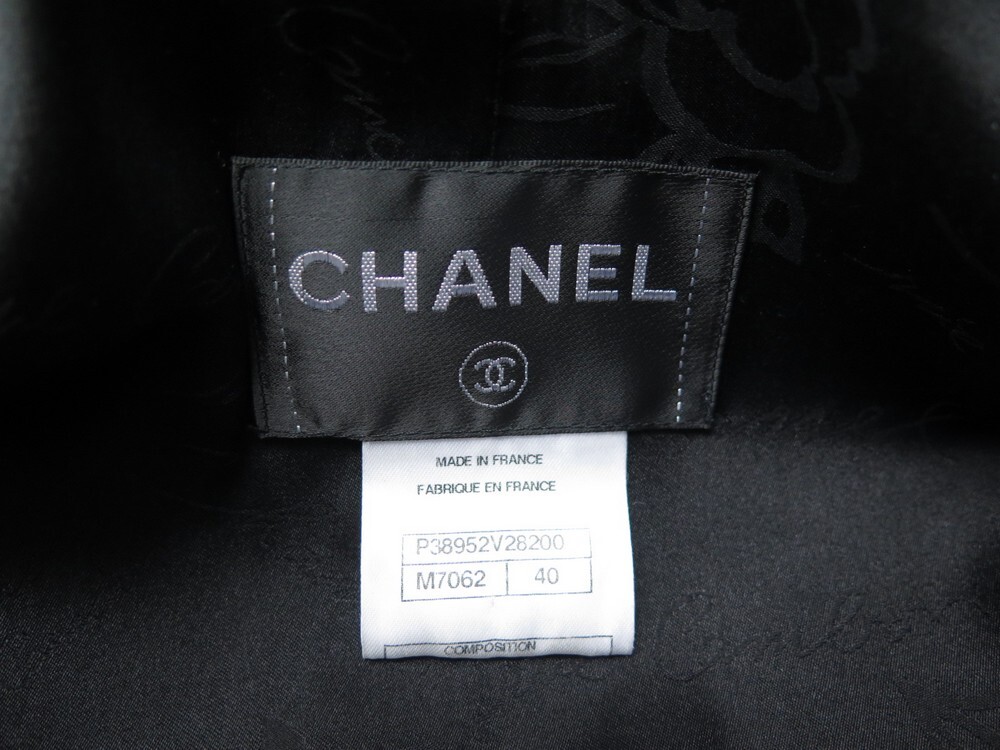 CHANEL
MADE IN FRANCE
FABRIQUE EN FRANCE
P38952V28200
M7062 40
COMPOSITION